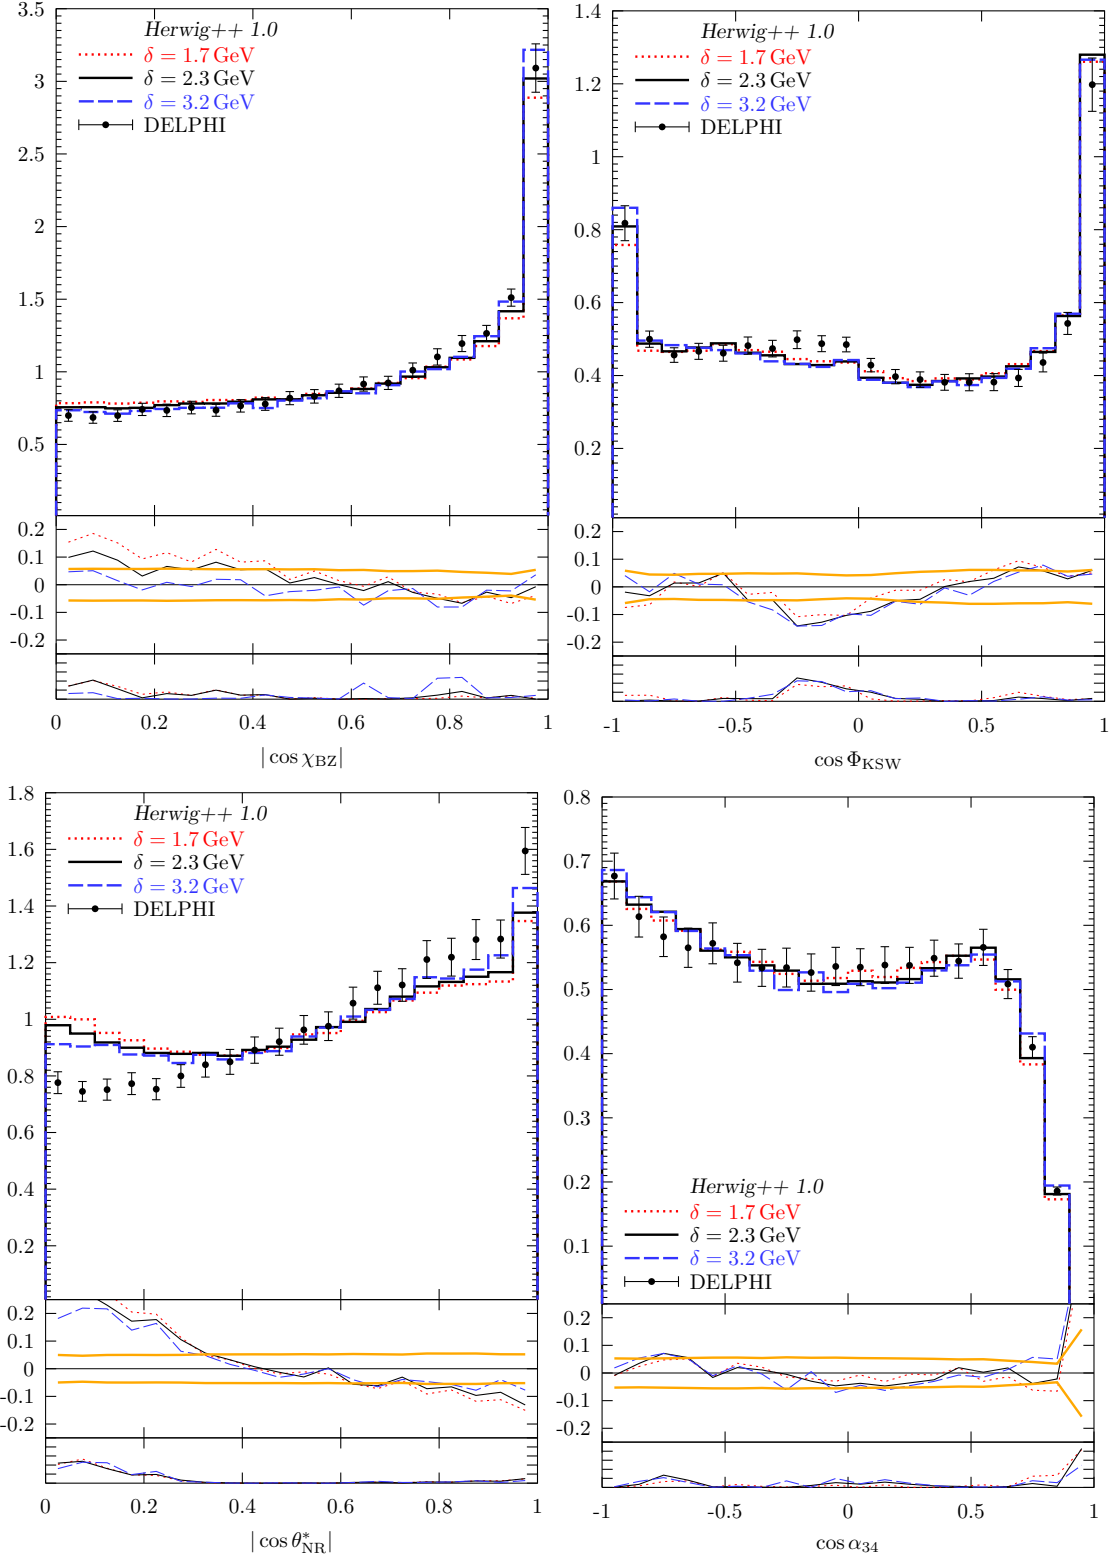 Herwig++ 1.0
δ = 1.7 GeV
δ = 2.3 GeV
δ = 3.2 GeV
DELPHI
3.5
3
2.5
2
1.5
1
0.5
0.2
0.1
0
-0.1
-0.2
0 0.2 0.4 0.6 0.8 1
| cos χBZ|
Herwig++ 1.0
δ = 1.7 GeV
δ = 2.3 GeV
δ = 3.2 GeV
DELPHI
1.4
1.2
1
0.8
0.6
0.4
0.2
0.2
0.1
0
-0.1
-0.2
-1 -0.5 0 0.5 1
cos ΦKSW
Herwig++ 1.0
δ = 1.7 GeV
δ = 2.3 GeV
δ = 3.2 GeV
DELPHI
1.8
1.6
1.4
1.2
1.0
0.8
0.6
0.4
0.2
0.2
0.1
0
-0.1
-0.2
0 0.2 0.4 0.6 0.8 1
| cos θ*NR|
0.8
0.7
0.6
0.5
0.4
0.3
0.2
0.1
Herwig++ 1.0
δ = 1.7 GeV
δ = 2.3 GeV
δ = 3.2 GeV
DELPHI
0.2
0.1
0
-0.1
-0.2
-1 -0.5 0 0.5 1
cos α34